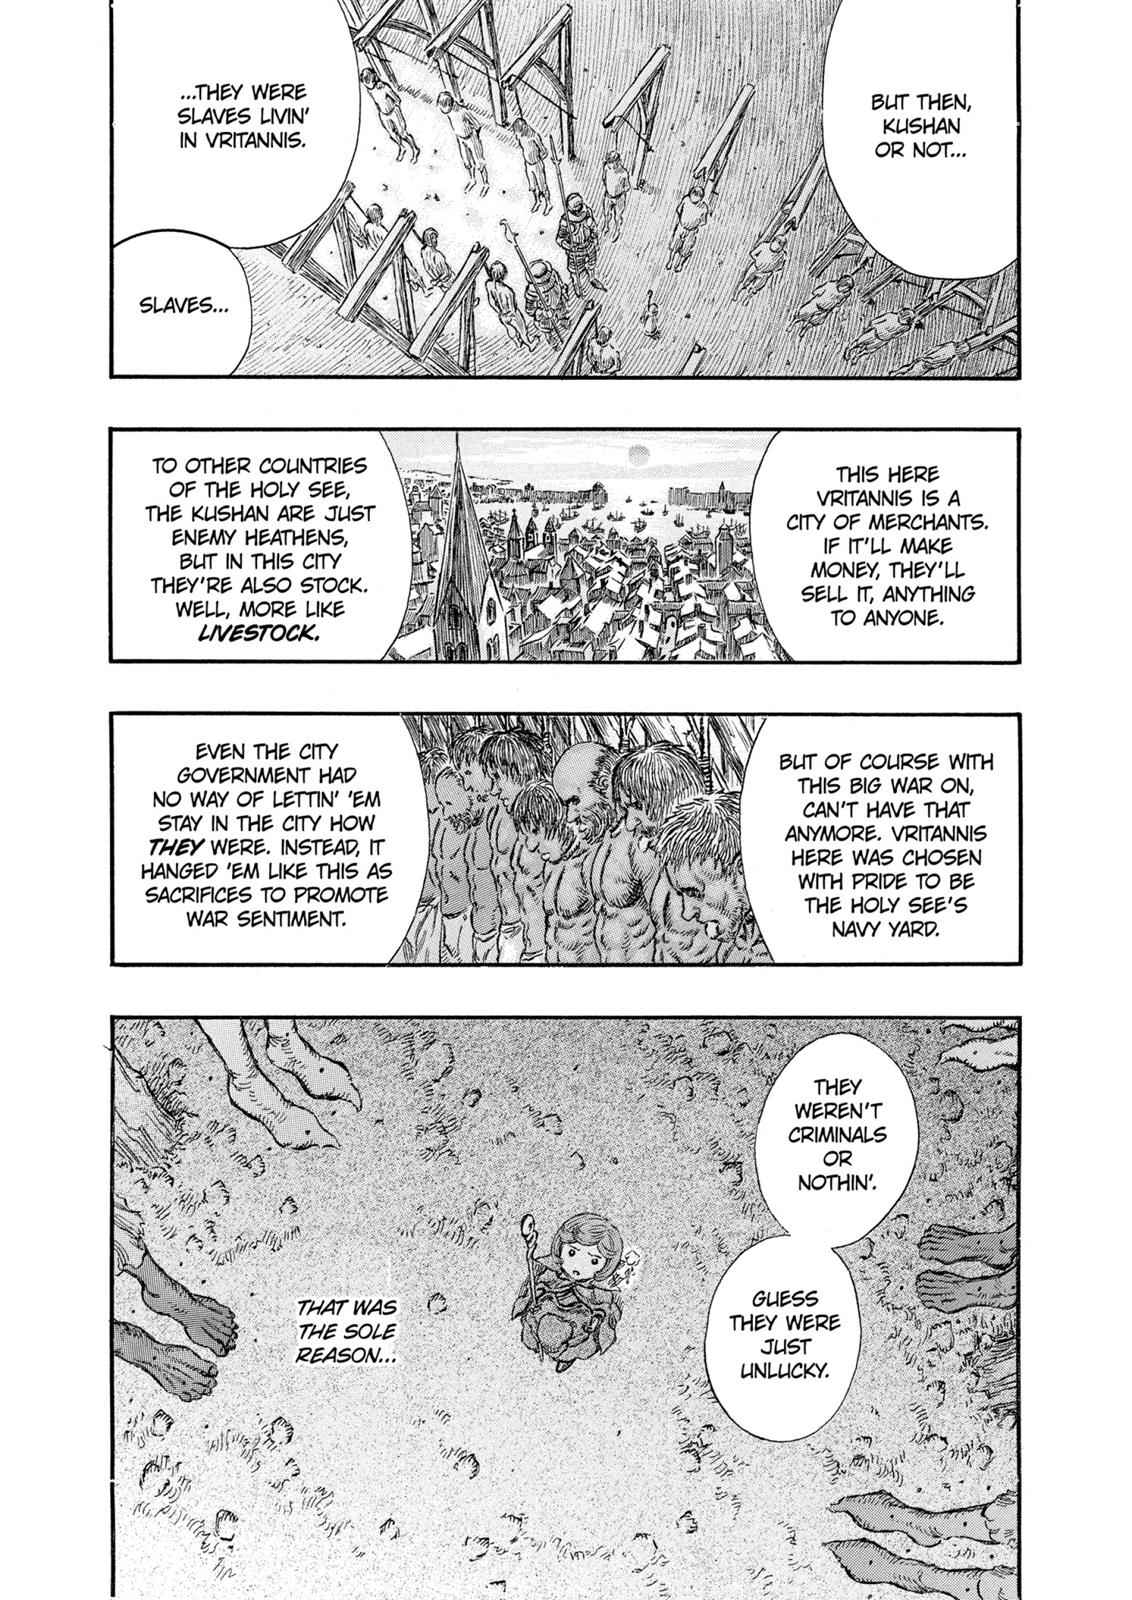 BUT THEN,
KUSHAN
OR NOT...
...THEY WERE
SLAVES LIVIN'
IN VRITANNIS.
SLAVES...
THIS HERE
VRITANNIS IS A
CITY OF MERCHANTS.
IF IT'LL MAKE
MONEY, THEY'LL
SELL IT, ANYTHING
TO ANYONE.
TO OTHER COUNTRIES
OF THE HOLY SEE,
THE KUSHAN ARE JUST
ENEMY HEATHENS,
BUT IN THIS CITY
THEY'RE ALSO STOCK.
WELL, MORE LIKE
LIVESTOCK.
BUT OF COURSE WITH
THIS BIG WAR ON,
CAN'T HAVE THAT
ANYMORE. VRITANNIS
HERE WAS CHOSEN
WITH PRIDE TO BE
THE HOLY SEE'S
NAVY YARD.
EVEN THE CITY
GOVERNMENT HAD
NO WAY OF LETTIN' 'EM
STAY IN THE CITY HOW
THEY WERE. INSTEAD, IT
HANGED 'EM LIKE THIS AS
SACRIFICES TO PROMOTE
WAR SENTIMENT.
THEY
WEREN'T
CRIMINALS
OR
NOTHIN'.
GUESS
THEY WERE
JUST
UNLUCKY.
THAT WAS
THE SOLE
REASON...